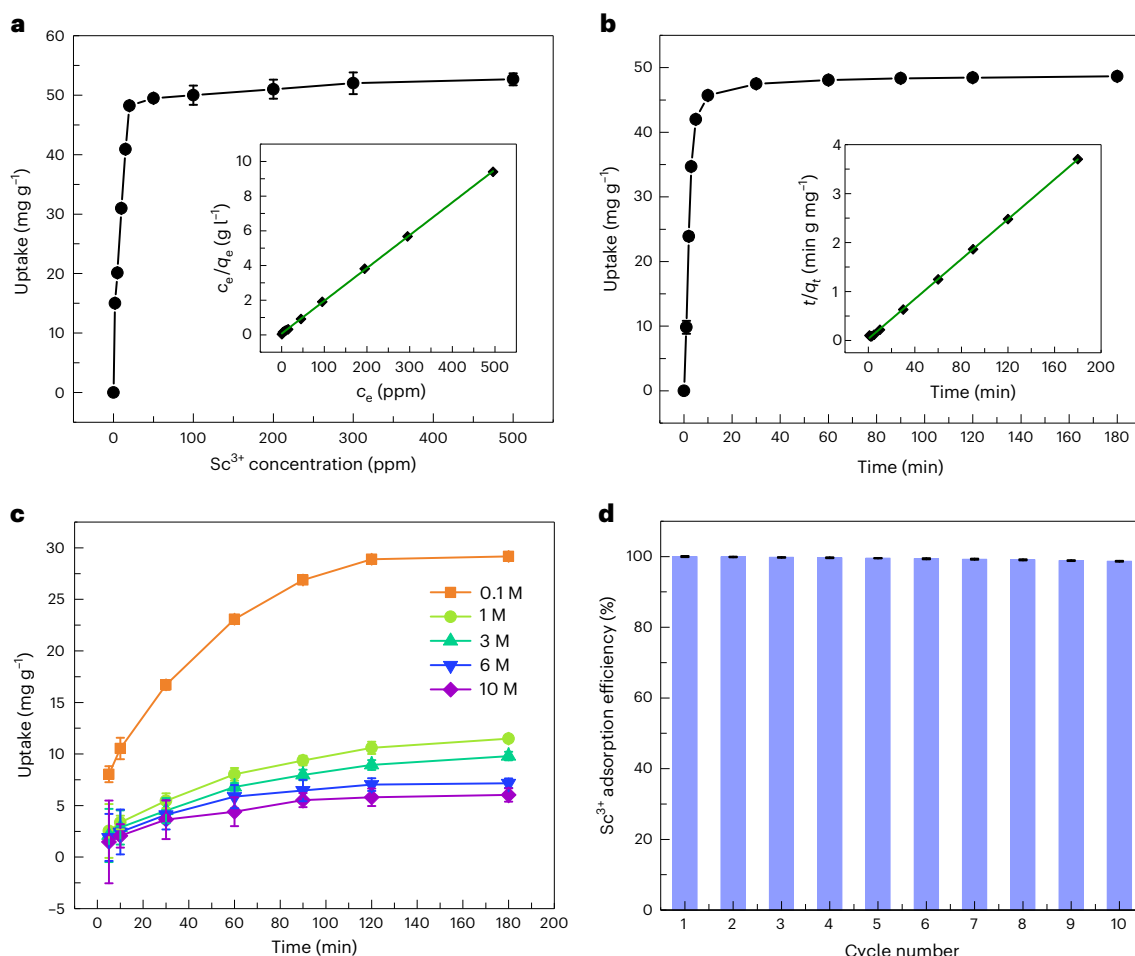 a
60
50
40
30
20
10
0
Uptake (mg g⁻¹)
0 100 200 300 400 500
Sc³⁺ concentration (ppm)
10
8
6
4
2
0
cₑ/qₑ (g l⁻¹)
0 100 200 300 400 500
cₑ (ppm)
b
50
40
30
20
10
0
Uptake (mg g⁻¹)
0 20 40 60 80 100 120 140 160 180
Time (min)
4
3
2
1
0
t/qₜ (min g mg⁻¹)
0 40 80 120 160 200
Time (min)
c
30
25
20
15
10
5
0
−5
Uptake (mg g⁻¹)
0 20 40 60 80 100 120 140 160 180 200
Time (min)
0.1 M
1 M
3 M
6 M
10 M
d
100
80
60
40
20
0
Sc³⁺ adsorption efficiency (%)
1 2 3 4 5 6 7 8 9 10
Cycle number